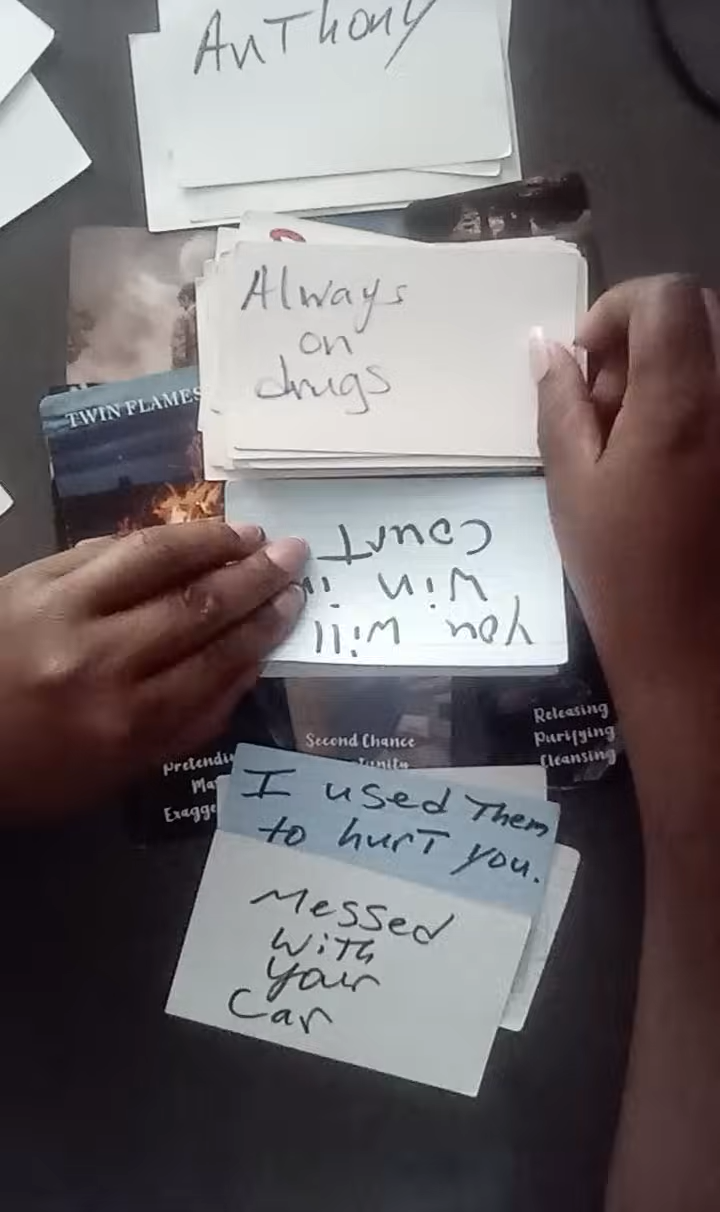 AnThony
Always
on
drugs
TWIN FLAMES
you will
Win in
Court
Releasing
Purifying
Cleansing
Second Chance
I used Them
to hurT you.
Messed
WiTh
your
Car